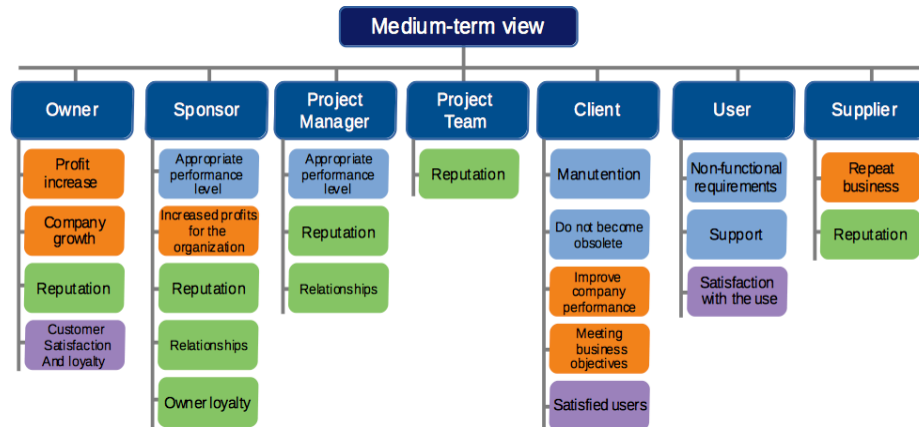 Medium-term view
Owner
Sponsor
Project
Manager
Project
Team
Client
User
Supplier
Profit
increase
Company
growth
Reputation
Customer
Satisfaction
And loyalty
Appropriate
performance
level
Increased profits
for the
organization
Reputation
Relationships
Owner loyalty
Appropriate
performance
level
Reputation
Relationships
Reputation
Manutention
Do not become
obsolete
Improve
company
performance
Meeting
business
objectives
Satisfied users
Non-functional
requirements
Support
Satisfaction
with the use
Repeat
business
Reputation